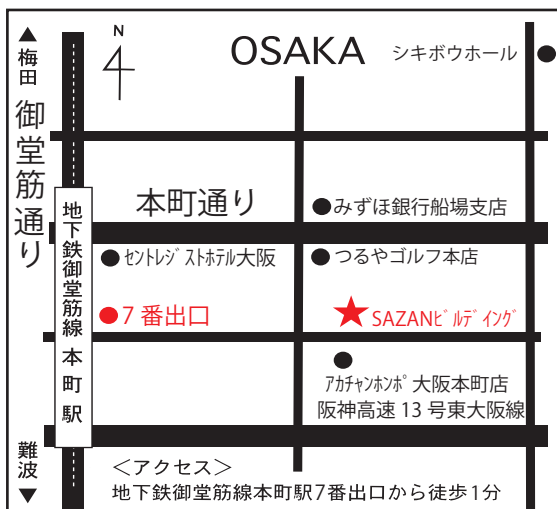 ▲梅田
御堂筋通り
難波▼
N
OSAKA
シキボウホール
地下鉄御堂筋線 本町駅
本町通り
●みずほ銀行船場支店
●セントレジストホテル大阪
●つるやゴルフ本店
●7番出口
★SAZANビルディング
アカチャンホンポ大阪本町店
阪神高速13号東大阪線
＜アクセス＞
地下鉄御堂筋線本町駅7番出口から徒歩1分